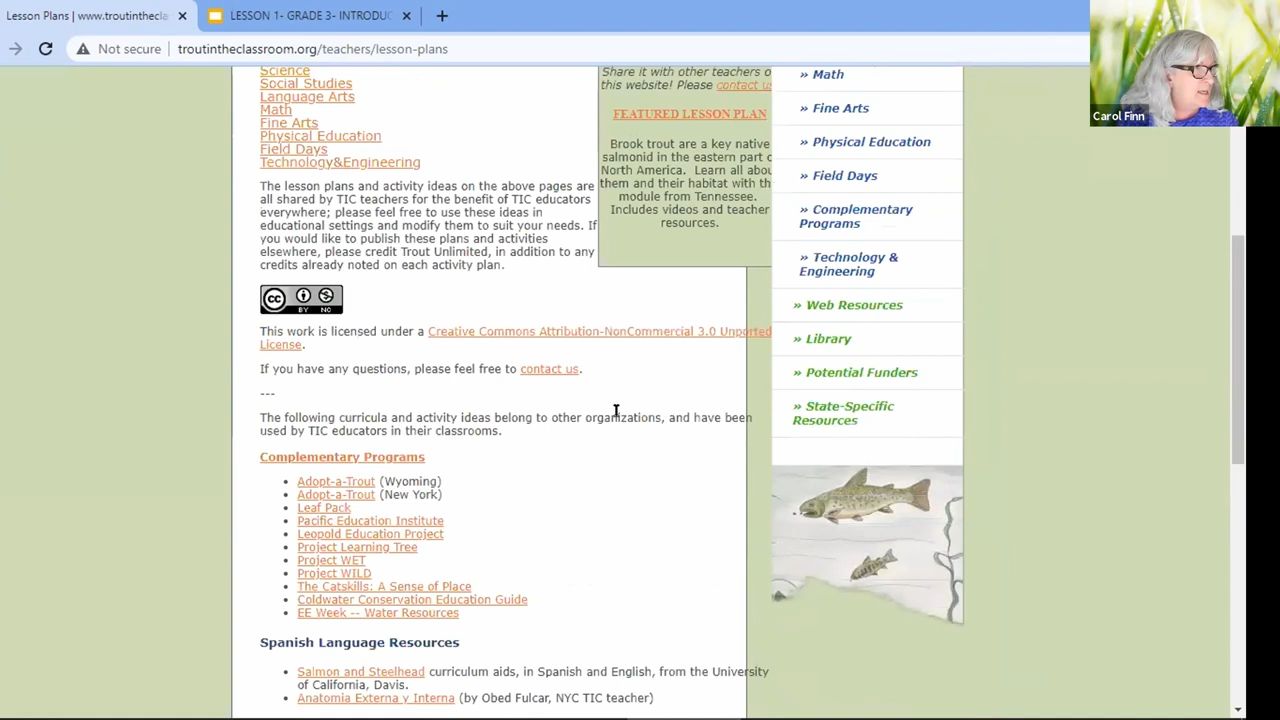 Lesson Plans | www.troutinthecla
LESSON 1- GRADE 3- INTRODUC
Not secure
troutintheclassroom.org/teachers/lesson-plans
Carol Finn
Science
Social Studies
Language Arts
Math
Fine Arts
Physical Education
Field Days
Technology&Engineering
The lesson plans and activity ideas on the above pages are
all shared by TIC teachers for the benefit of TIC educators
everywhere; please feel free to use these ideas in
educational settings and modify them to suit your needs. If
you would like to publish these plans and activities
elsewhere, please credit Trout Unlimited, in addition to any
credits already noted on each activity plan.
CC BY NC
This work is licensed under a Creative Commons Attribution-NonCommercial 3.0 Unported
License.
If you have any questions, please feel free to contact us.
---
The following curricula and activity ideas belong to other organizations, and have been
used by TIC educators in their classrooms.
Complementary Programs
Adopt-a-Trout (Wyoming)
Adopt-a-Trout (New York)
Leaf Pack
Pacific Education Institute
Leopold Education Project
Project Learning Tree
Project WET
Project WILD
The Catskills: A Sense of Place
Coldwater Conservation Education Guide
EE Week -- Water Resources
Spanish Language Resources
Salmon and Steelhead curriculum aids, in Spanish and English, from the University
of California, Davis.
Anatomia Externa y Interna (by Obed Fulcar, NYC TIC teacher)
Share it with other teachers o
this website! Please contact us
FEATURED LESSON PLAN
Brook trout are a key native
salmonid in the eastern part o
North America. Learn all abou
them and their habitat with th
module from Tennessee.
Includes videos and teacher
resources.
» Math
» Fine Arts
» Physical Education
» Field Days
» Complementary
Programs
» Technology &
Engineering
» Web Resources
» Library
» Potential Funders
» State-Specific
Resources